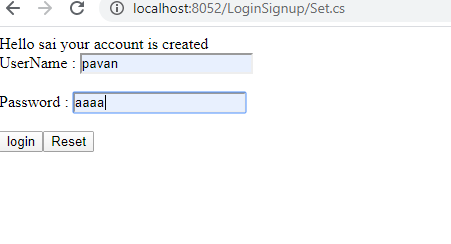 localhost:8052/LoginSignup/Set.cs
Hello sai your account is created
UserName : pavan
Password : aaaa
login Reset